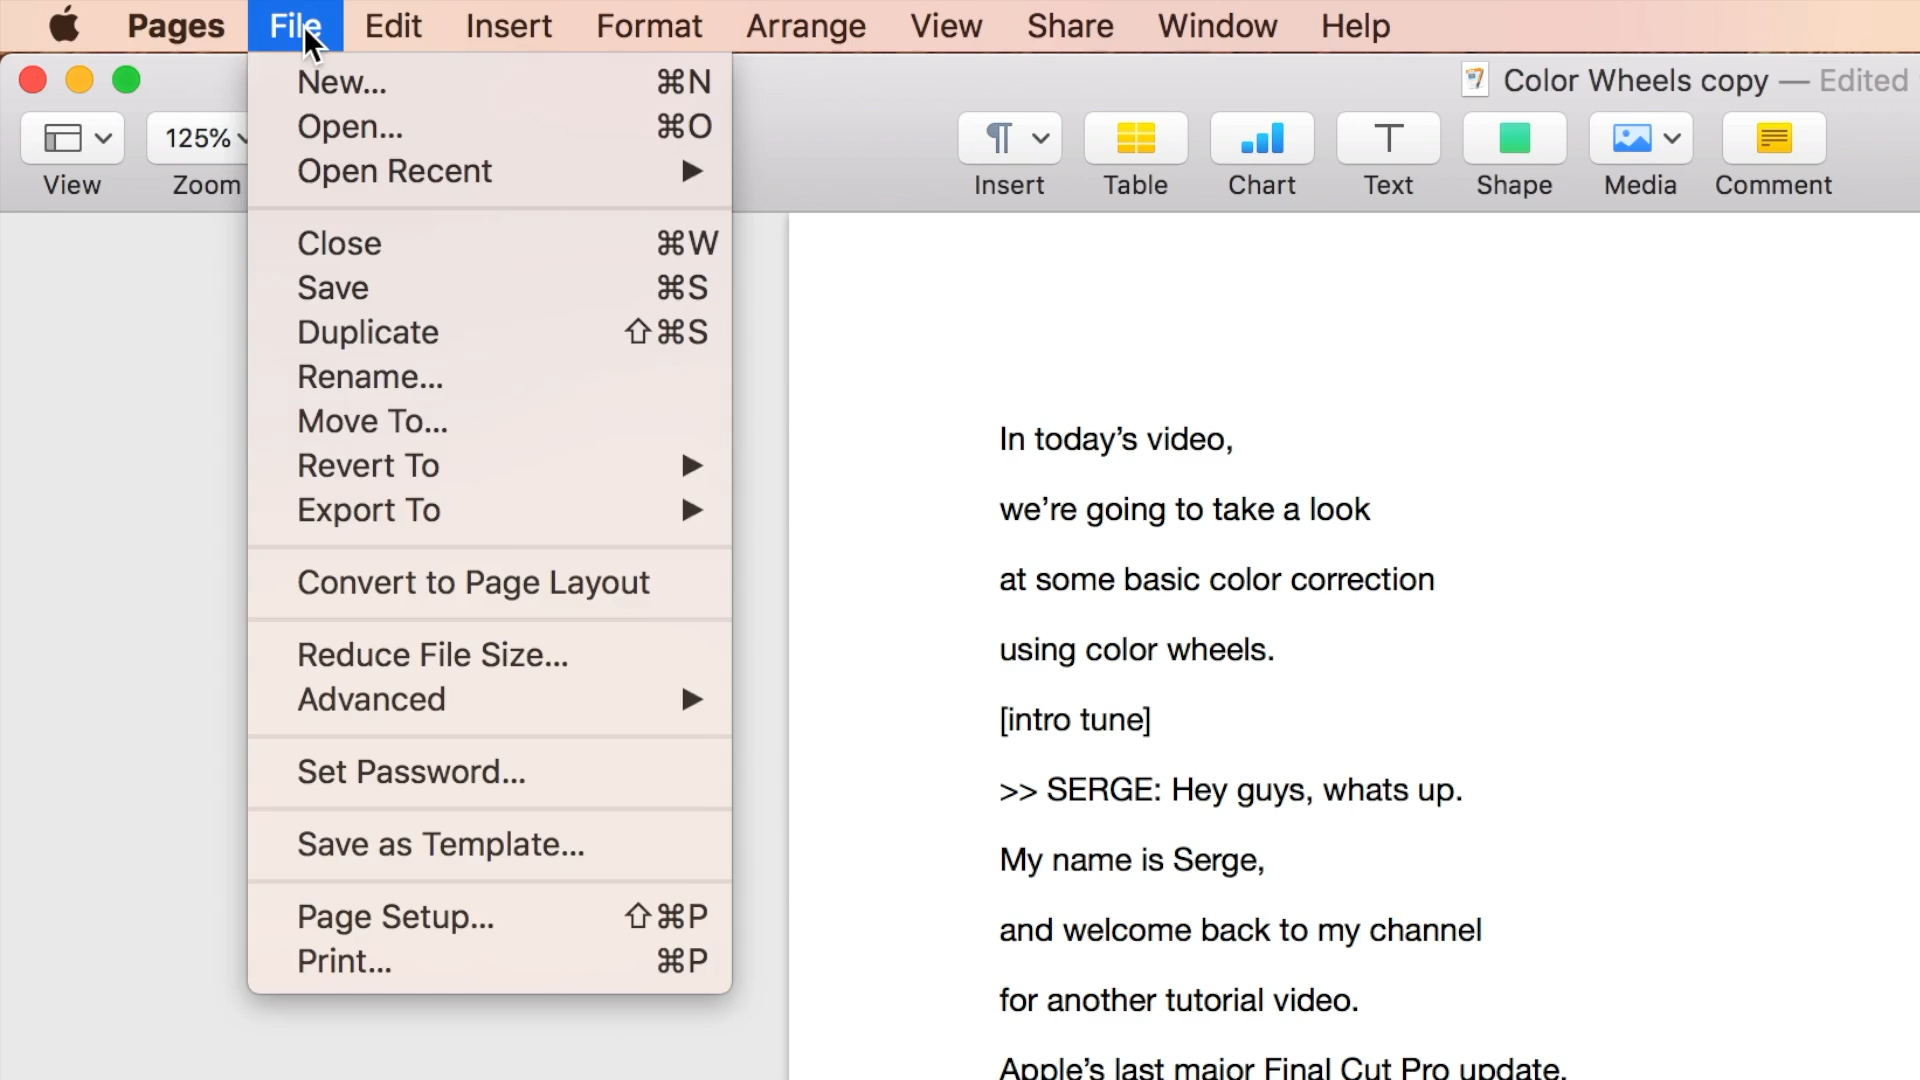 Pages File Edit Insert Format Arrange View Share Window Help
Color Wheels copy — Edited
125%
View Zoom Insert Table Chart Text Shape Media Comment
New... ⌘N
Open... ⌘O
Open Recent ▶
Close ⌘W
Save ⌘S
Duplicate ⇧⌘S
Rename...
Move To...
Revert To ▶
Export To ▶
Convert to Page Layout
Reduce File Size...
Advanced ▶
Set Password...
Save as Template...
Page Setup... ⇧⌘P
Print... ⌘P
In today’s video,
we’re going to take a look
at some basic color correction
using color wheels.
[intro tune]
>> SERGE: Hey guys, whats up.
My name is Serge,
and welcome back to my channel
for another tutorial video.
Apple’s last major Final Cut Pro update,